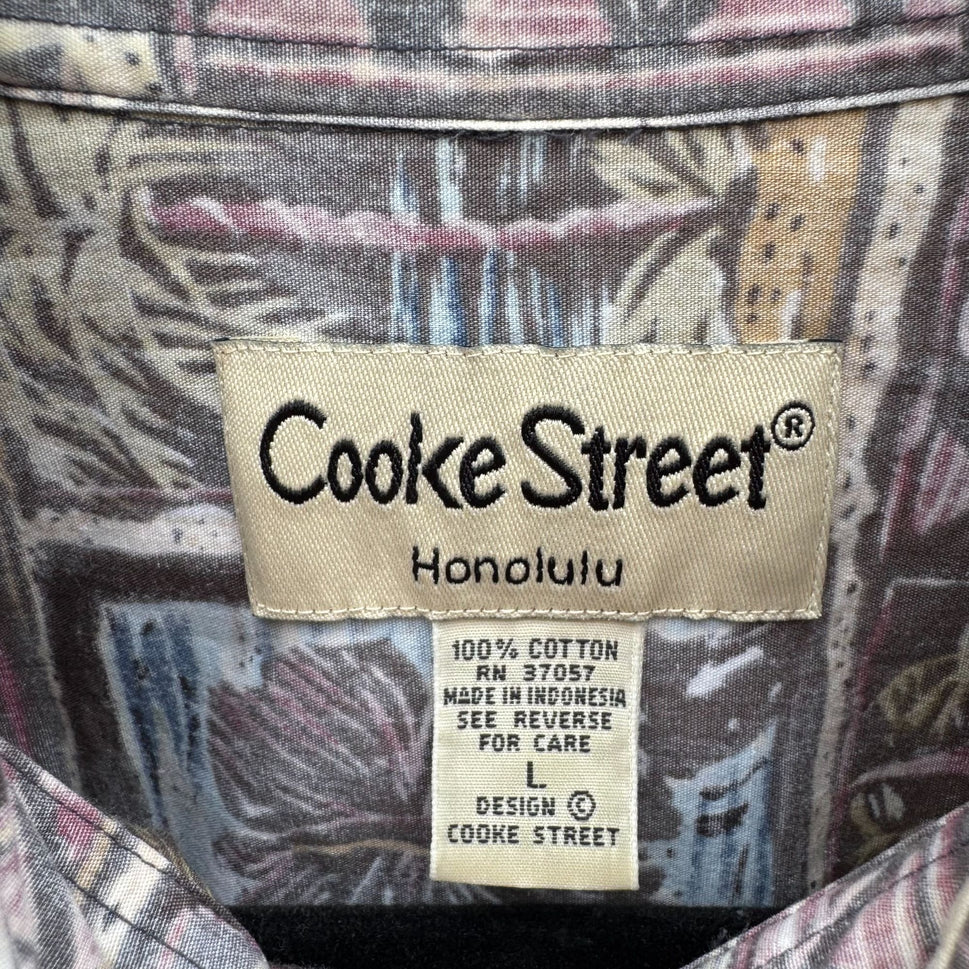 Cooke Street®
Honolulu
100% COTTON
RN 37057
MADE IN INDONESIA
SEE REVERSE
FOR CARE
L
DESIGN ©
COOKE STREET